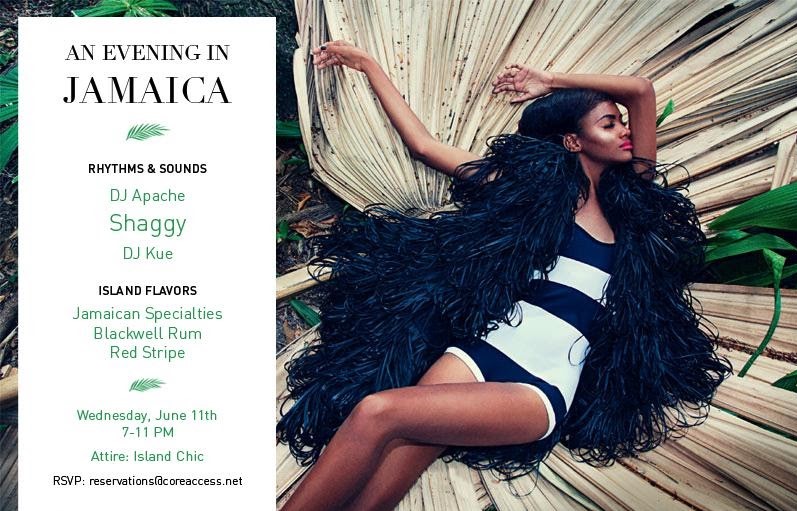 AN EVENING IN
JAMAICA
RHYTHMS & SOUNDS
DJ Apache
Shaggy
DJ Kue
ISLAND FLAVORS
Jamaican Specialties
Blackwell Rum
Red Stripe
Wednesday, June 11th
7-11 PM
Attire: Island Chic
RSVP: reservations@coreaccess.net